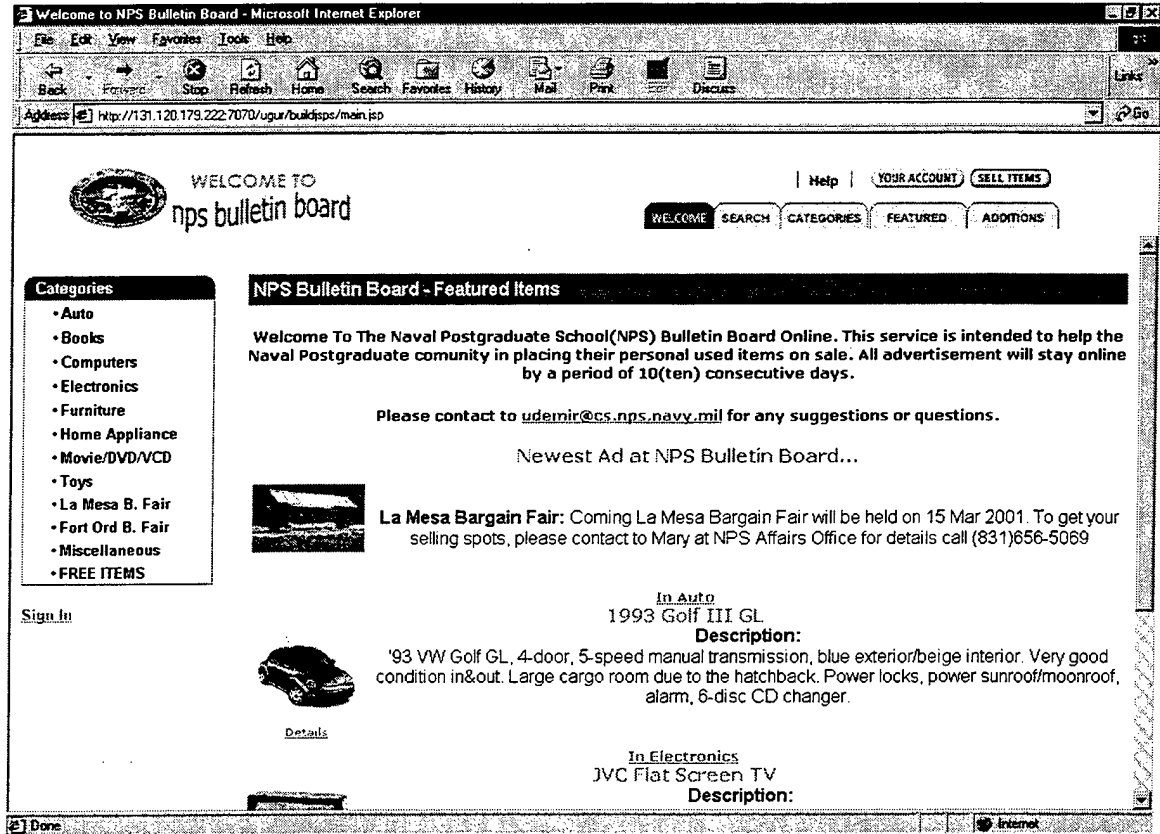 Welcome to NPS Bulletin Board - Microsoft Internet Explorer
File Edit View Favorites Tools Help
Back Forward Stop Refresh Home Search Favorites History Mail Print Edit Discuss Links »
Address http://131.120.179.222:7070/ugur/buildjsps/main.jsp Go
WELCOME TO
nps bulletin board
| Help | YOUR ACCOUNT SELL ITEMS
WELCOME SEARCH CATEGORIES FEATURED ADDITIONS
Categories
• Auto
• Books
• Computers
• Electronics
• Furniture
• Home Appliance
• Movie/DVD/VCD
• Toys
• La Mesa B. Fair
• Fort Ord B. Fair
• Miscellaneous
• FREE ITEMS
Sign In
NPS Bulletin Board - Featured Items
Welcome To The Naval Postgraduate School(NPS) Bulletin Board Online. This service is intended to help the
Naval Postgraduate comunity in placing their personal used items on sale. All advertisement will stay online
by a period of 10(ten) consecutive days.
Please contact to udemir@cs.nps.navy.mil for any suggestions or questions.
Newest Ad at NPS Bulletin Board...
La Mesa Bargain Fair: Coming La Mesa Bargain Fair will be held on 15 Mar 2001. To get your
selling spots, please contact to Mary at NPS Affairs Office for details call (831)656-5069
In Auto
1993 Golf III GL
Description:
'93 VW Golf GL, 4-door, 5-speed manual transmission, blue exterior/beige interior. Very good
condition in&out. Large cargo room due to the hatchback. Power locks, power sunroof/moonroof,
alarm, 6-disc CD changer.
Details
In Electronics
JVC Flat Screen TV
Description:
Done Internet